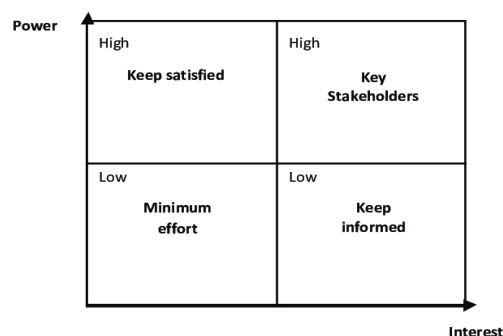 Power
High
Keep satisfied
High
Key
Stakeholders
Low
Minimum
effort
Low
Keep
informed
Interest